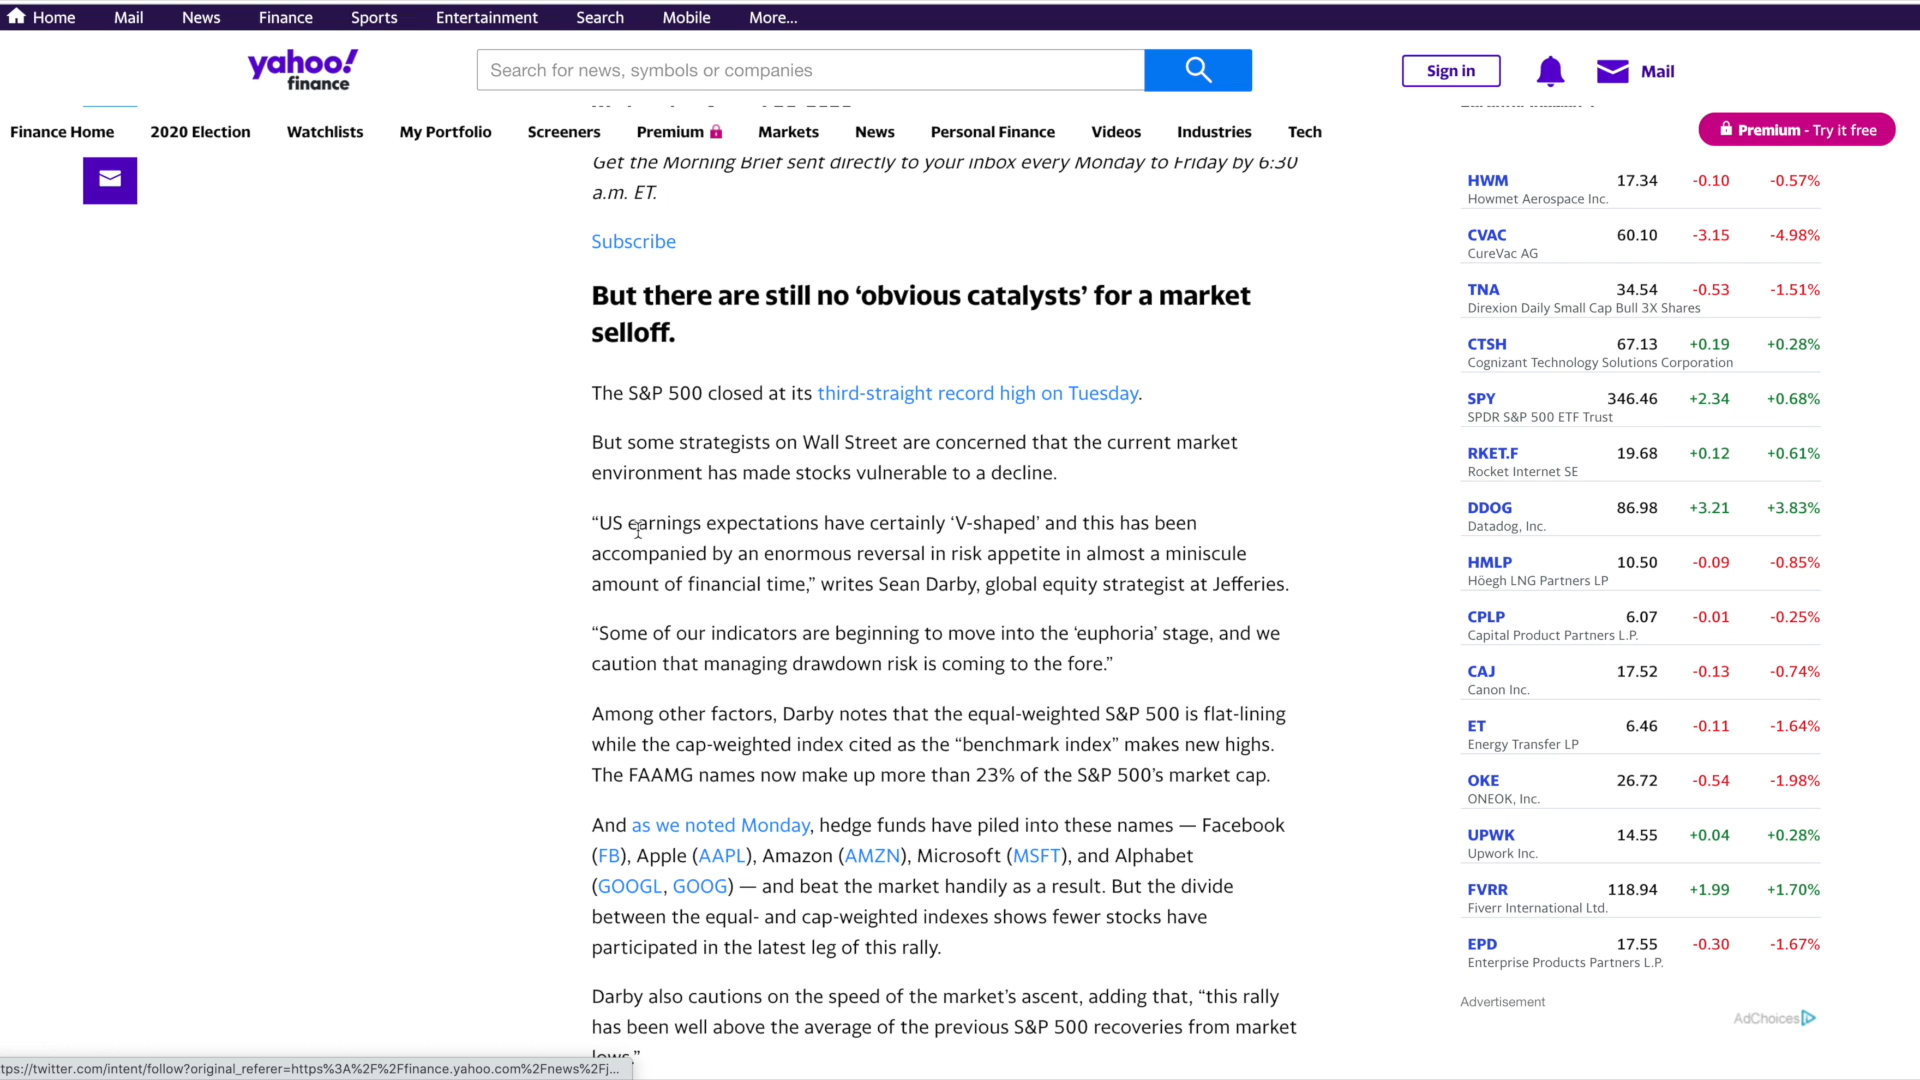 Home Mail News Finance Sports Entertainment Search Mobile More...
yahoo!
finance
Search for news, symbols or companies
Sign in
Mail
Finance Home 2020 Election Watchlists My Portfolio Screeners Premium Markets News Personal Finance Videos Industries Tech
Premium - Try it free
Get the Morning Brief sent directly to your inbox every Monday to Friday by 6:30
a.m. ET.
Subscribe
But there are still no ‘obvious catalysts’ for a market
selloff.
The S&P 500 closed at its third-straight record high on Tuesday.
But some strategists on Wall Street are concerned that the current market
environment has made stocks vulnerable to a decline.
“US earnings expectations have certainly ‘V-shaped’ and this has been
accompanied by an enormous reversal in risk appetite in almost a miniscule
amount of financial time,” writes Sean Darby, global equity strategist at Jefferies.
“Some of our indicators are beginning to move into the ‘euphoria’ stage, and we
caution that managing drawdown risk is coming to the fore.”
Among other factors, Darby notes that the equal-weighted S&P 500 is flat-lining
while the cap-weighted index cited as the “benchmark index” makes new highs.
The FAAMG names now make up more than 23% of the S&P 500’s market cap.
And as we noted Monday, hedge funds have piled into these names — Facebook
(FB), Apple (AAPL), Amazon (AMZN), Microsoft (MSFT), and Alphabet
(GOOGL, GOOG) — and beat the market handily as a result. But the divide
between the equal- and cap-weighted indexes shows fewer stocks have
participated in the latest leg of this rally.
Darby also cautions on the speed of the market’s ascent, adding that, “this rally
has been well above the average of the previous S&P 500 recoveries from market
lows.”
HWM 17.34 -0.10 -0.57%
Howmet Aerospace Inc.
CVAC 60.10 -3.15 -4.98%
CureVac AG
TNA 34.54 -0.53 -1.51%
Direxion Daily Small Cap Bull 3X Shares
CTSH 67.13 +0.19 +0.28%
Cognizant Technology Solutions Corporation
SPY 346.46 +2.34 +0.68%
SPDR S&P 500 ETF Trust
RKET.F 19.68 +0.12 +0.61%
Rocket Internet SE
DDOG 86.98 +3.21 +3.83%
Datadog, Inc.
HMLP 10.50 -0.09 -0.85%
Höegh LNG Partners LP
CPLP 6.07 -0.01 -0.25%
Capital Product Partners L.P.
CAJ 17.52 -0.13 -0.74%
Canon Inc.
ET 6.46 -0.11 -1.64%
Energy Transfer LP
OKE 26.72 -0.54 -1.98%
ONEOK, Inc.
UPWK 14.55 +0.04 +0.28%
Upwork Inc.
FVRR 118.94 +1.99 +1.70%
Fiverr International Ltd.
EPD 17.55 -0.30 -1.67%
Enterprise Products Partners L.P.
Advertisement
AdChoices
tps://twitter.com/intent/follow?original_referer=https%3A%2F%2Ffinance.yahoo.com%2Fnews%2Fj...